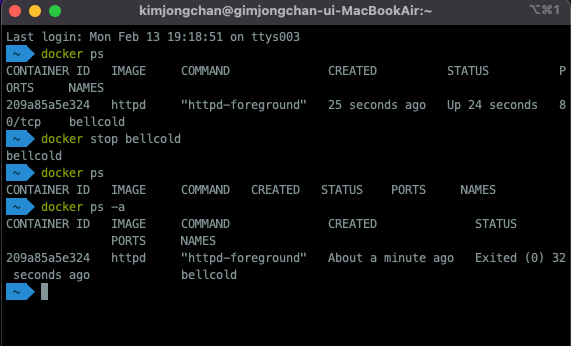 kimjongchan@gimjongchan-ui-MacBookAir:~
⌥⌘1
Last login: Mon Feb 13 19:18:51 on ttys003
~ docker ps
CONTAINER ID   IMAGE     COMMAND              CREATED          STATUS          P
ORTS     NAMES
209a85a5e324   httpd     "httpd-foreground"   25 seconds ago   Up 24 seconds   8
0/tcp    bellcold
~ docker stop bellcold
bellcold
~ docker ps
CONTAINER ID   IMAGE     COMMAND   CREATED   STATUS    PORTS     NAMES
~ docker ps -a
CONTAINER ID   IMAGE     COMMAND              CREATED              STATUS
PORTS     NAMES
209a85a5e324   httpd     "httpd-foreground"   About a minute ago   Exited (0) 32
seconds ago             bellcold
~